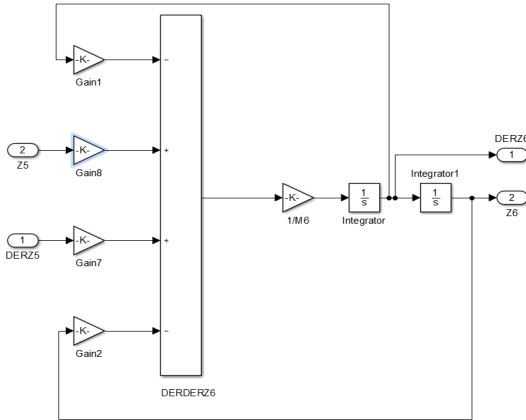 -K-
−
Gain1
2
-K-
+
Z5
Gain8
DERZ6
1
Integrator1
-K-
1
s
1
s
2
1/M6
Integrator
Z6
1
-K-
+
DERZ5
Gain7
-K-
−
Gain2
DERDERZ6